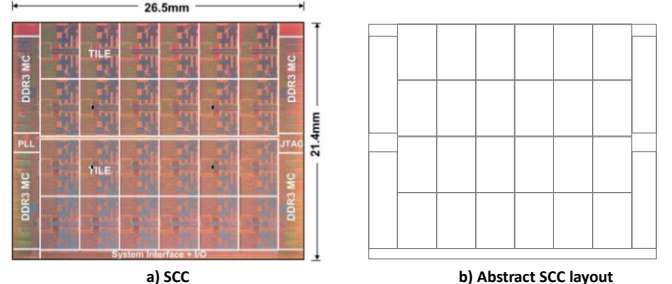 26.5mm
TILE
DDR3 MC
DDR3 MC
21.4mm
PLL
JTAG
TILE
DDR3 MC
DDR3 MC
System Interface + I/O
a) SCC
b) Abstract SCC layout